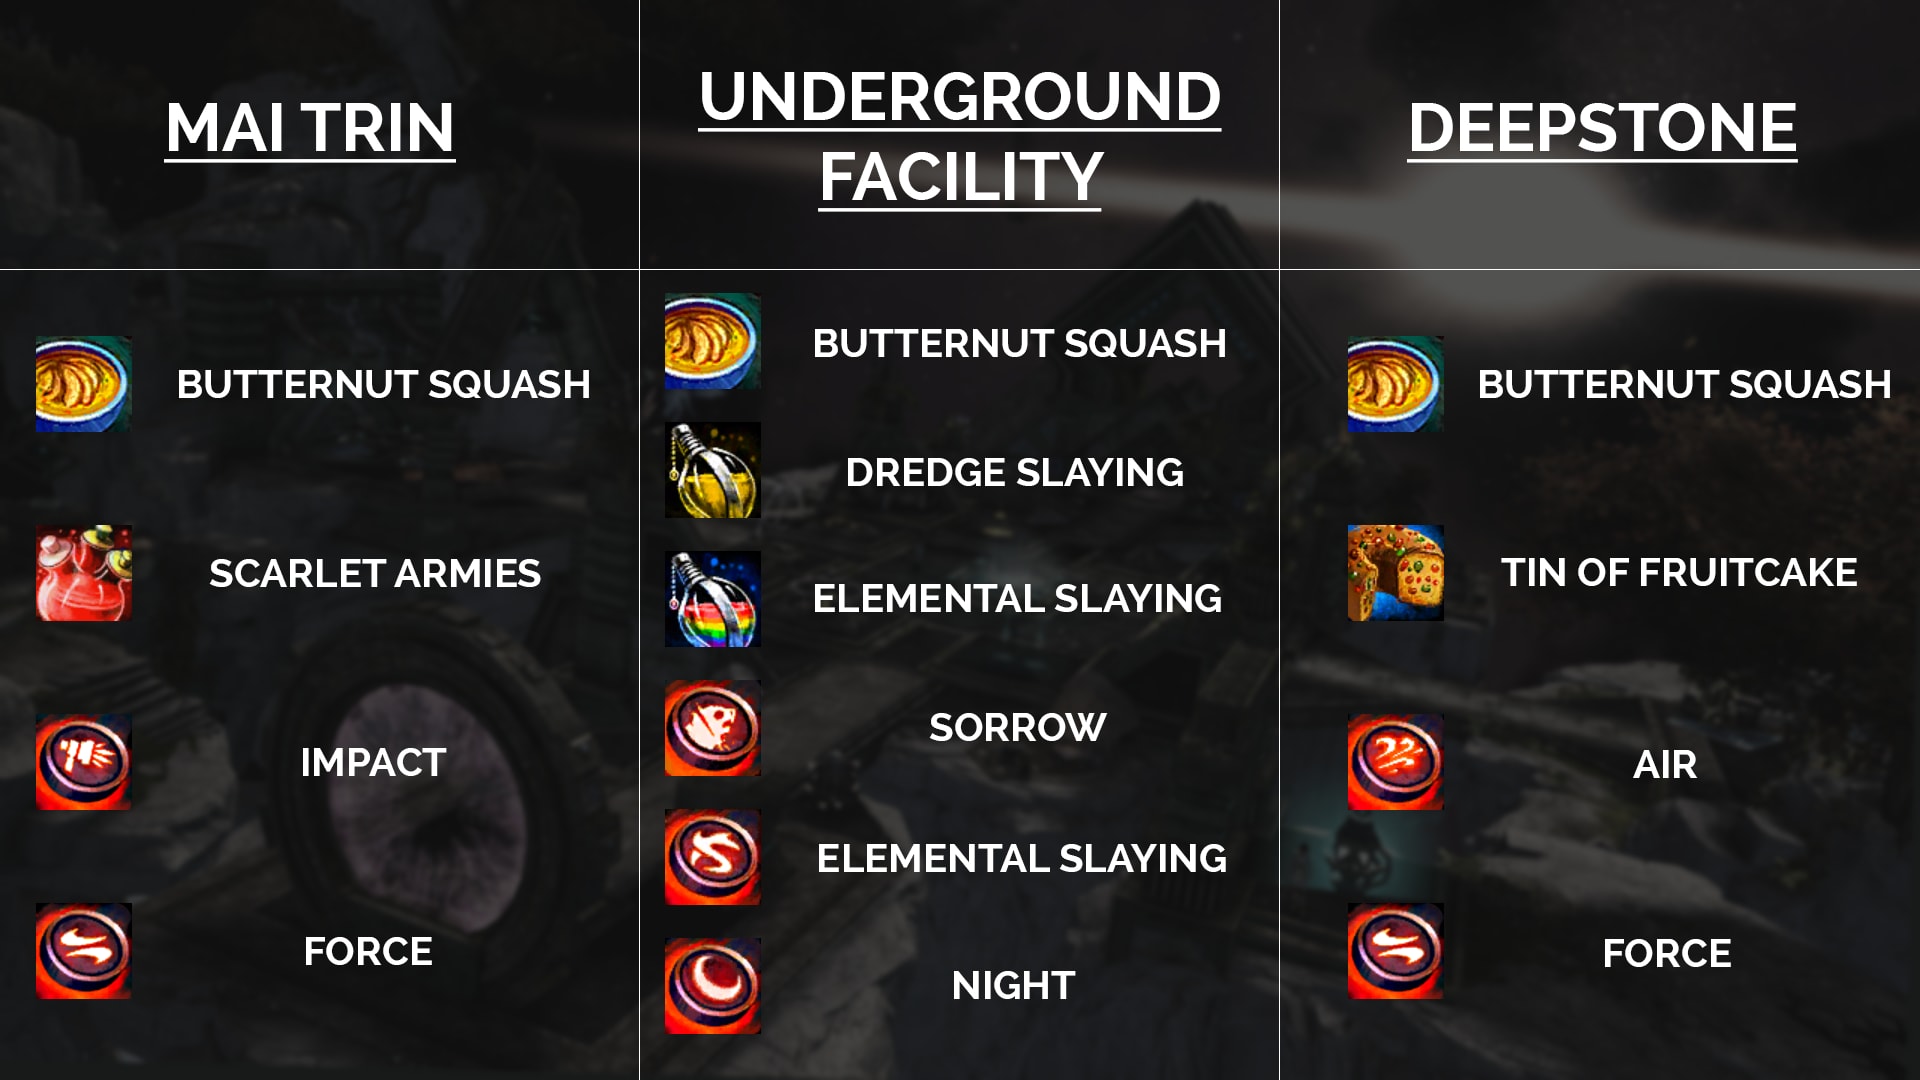 MAI TRIN
BUTTERNUT SQUASH
SCARLET ARMIES
IMPACT
FORCE
UNDERGROUND
FACILITY
BUTTERNUT SQUASH
DREDGE SLAYING
ELEMENTAL SLAYING
SORROW
ELEMENTAL SLAYING
NIGHT
DEEPSTONE
BUTTERNUT SQUASH
TIN OF FRUITCAKE
AIR
FORCE